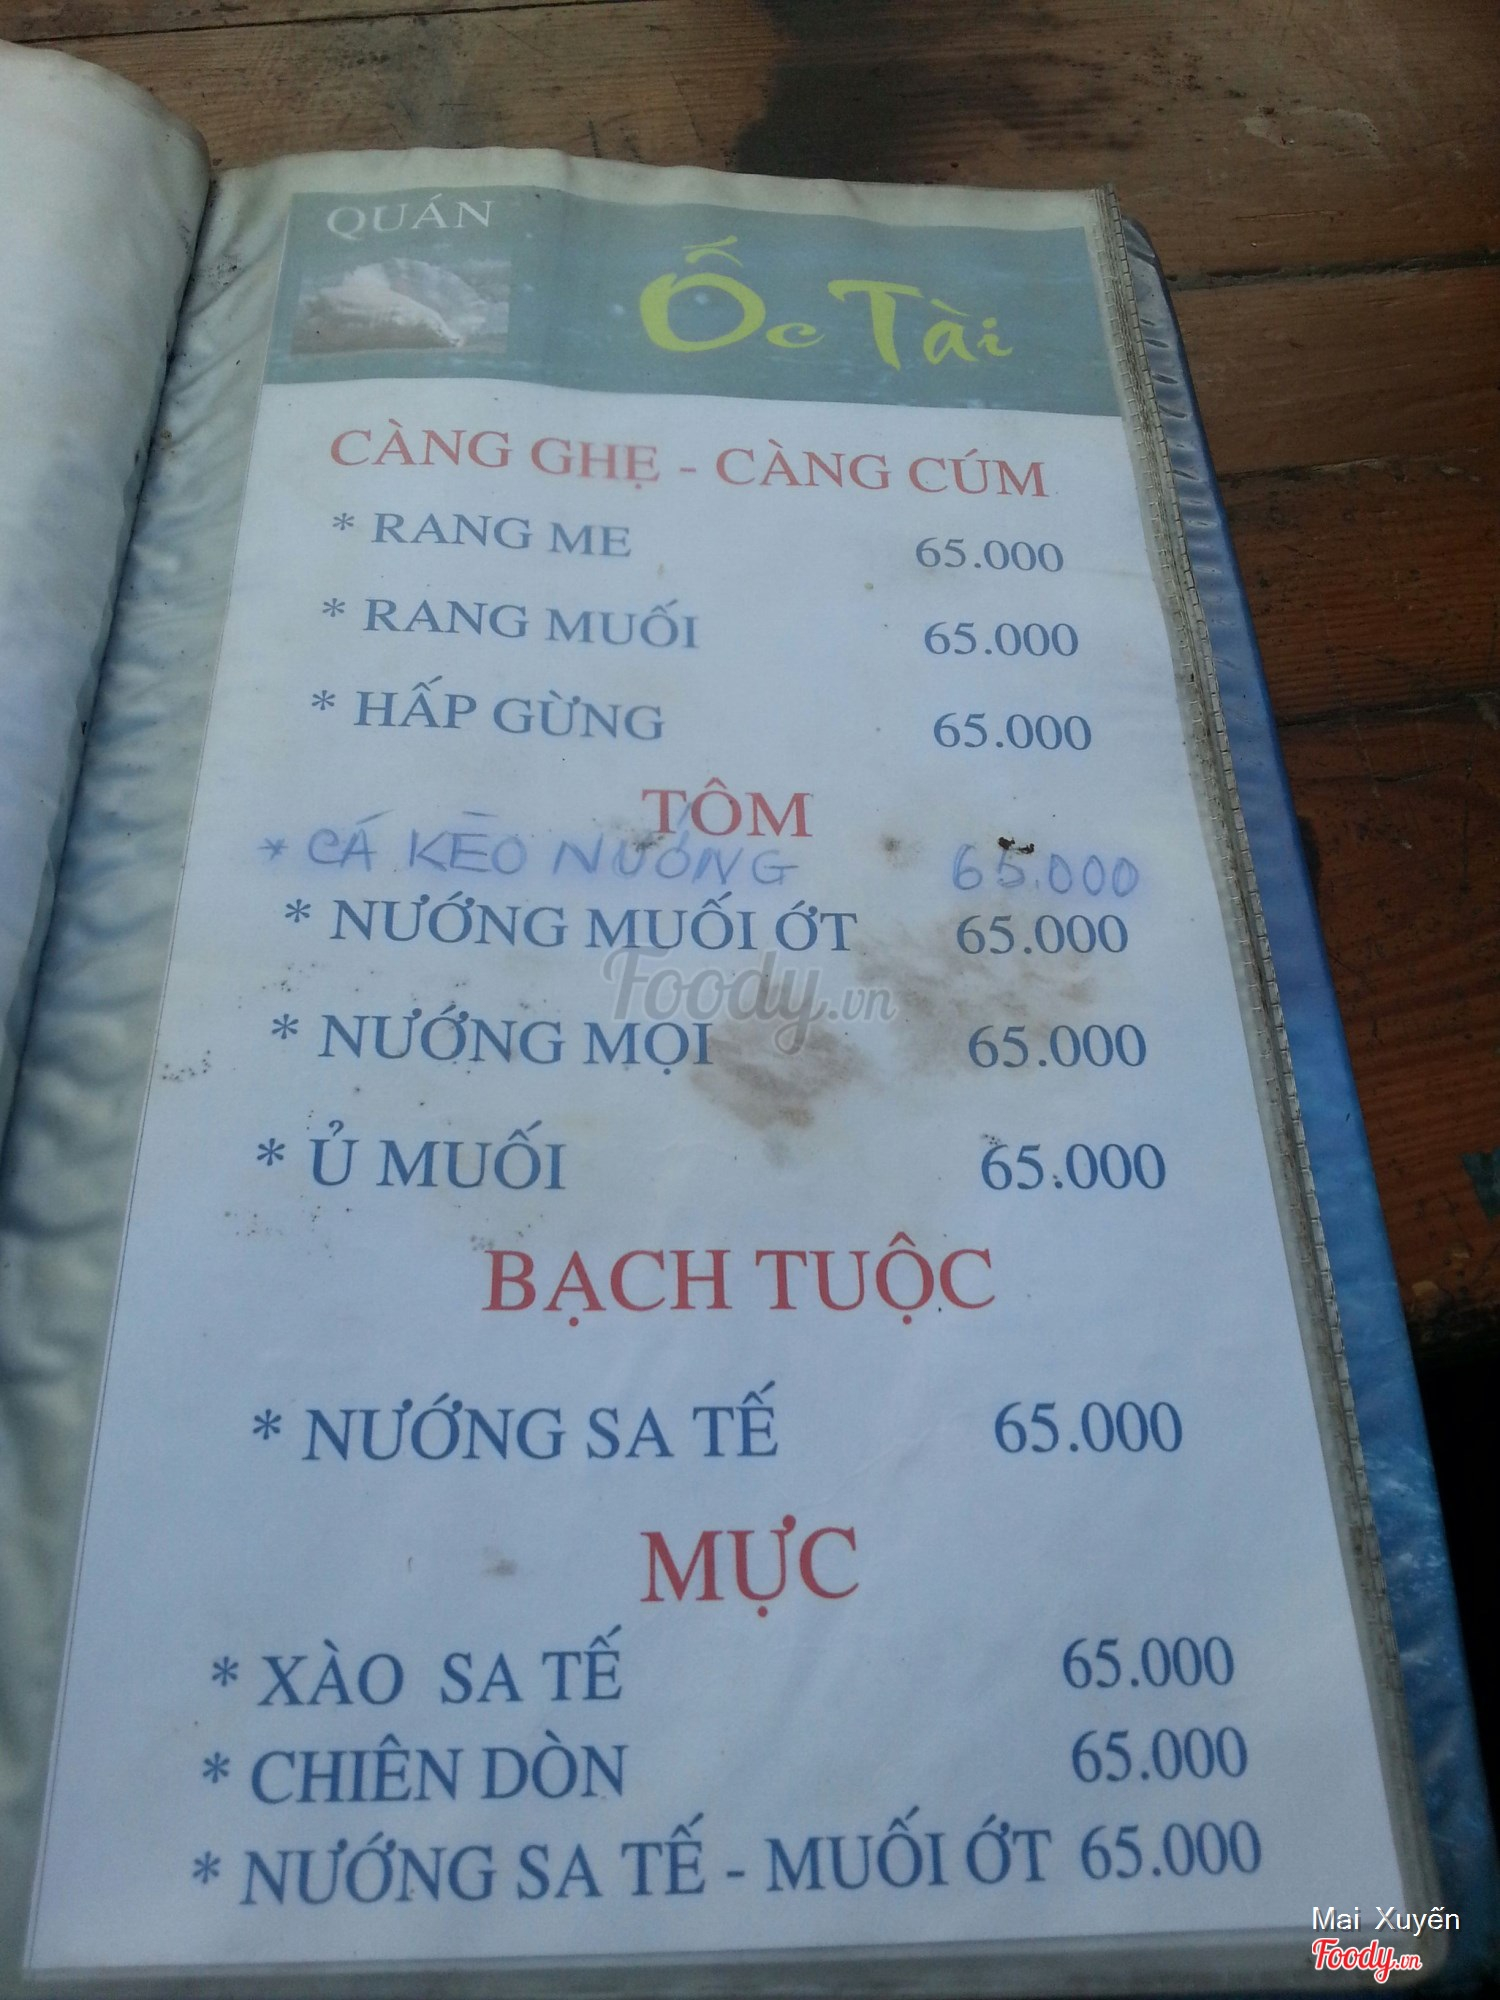 QUÁN
Ốc Tài
CÀNG GHẸ - CÀNG CÚM
* RANG ME 65.000
* RANG MUỐI 65.000
* HẤP GỪNG 65.000
TÔM
* CÁ KÈO NƯỚNG 65.000
* NƯỚNG MUỐI ỚT 65.000
Foody.vn
* NƯỚNG MỌI 65.000
* Ủ MUỐI 65.000
BẠCH TUỘC
* NƯỚNG SA TẾ 65.000
MỰC
* XÀO SA TẾ 65.000
* CHIÊN DÒN 65.000
* NƯỚNG SA TẾ - MUỐI ỚT 65.000
Mai Xuyến
Foody.vn